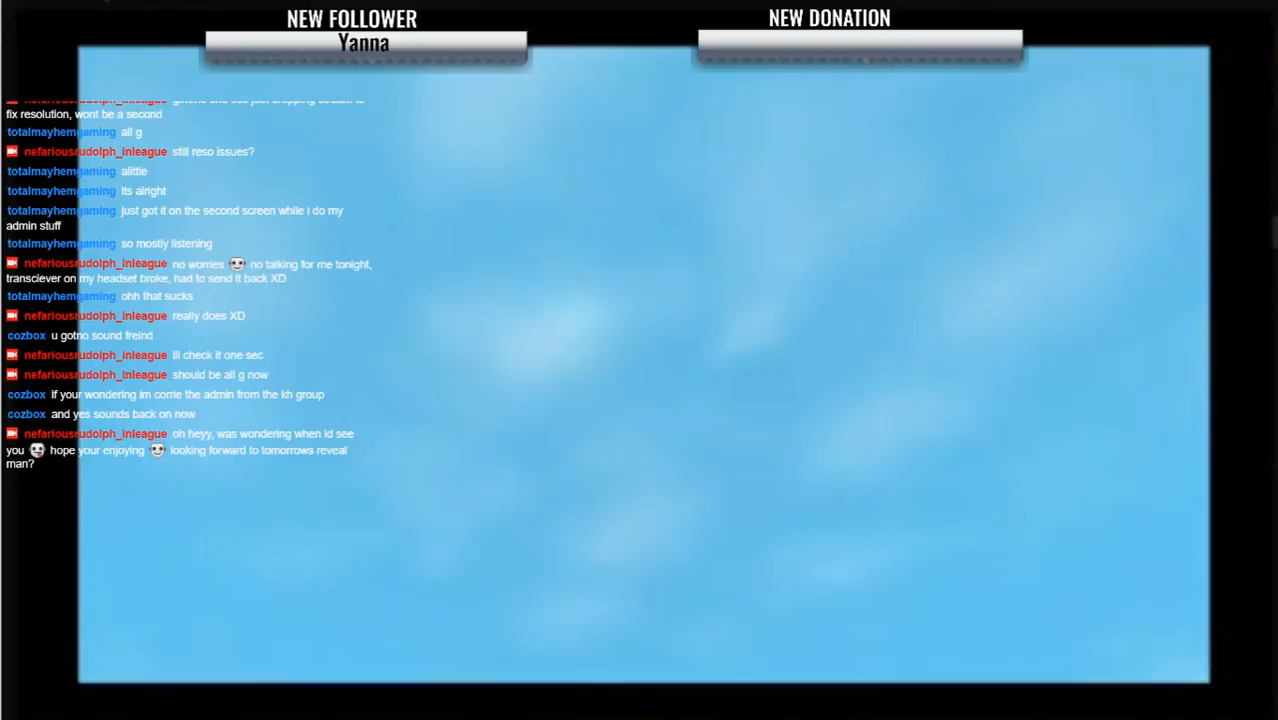 NEW FOLLOWER
Yanna
NEW DONATION
fix resolution, wont be a second
totalmayhemgaming all g
nefariousrudolph_inleague still reso issues?
totalmayhemgaming alittle
totalmayhemgaming its alright
totalmayhemgaming just got it on the second screen while i do my
admin stuff
totalmayhemgaming so mostly listening
nefariousrudolph_inleague no worries no talking for me tonight,
transciever on my headset broke, had to send it back XD
totalmayhemgaming ohh that sucks
nefariousrudolph_inleague really does XD
cozbox u gotno sound freind
nefariousrudolph_inleague ill check it one sec
nefariousrudolph_inleague should be all g now
cozbox if your wondering im corrie the admin from the kh group
cozbox and yes sounds back on now
nefariousrudolph_inleague oh heyy, was wondering when id see
you hope your enjoying looking forward to tomorrows reveal
man?